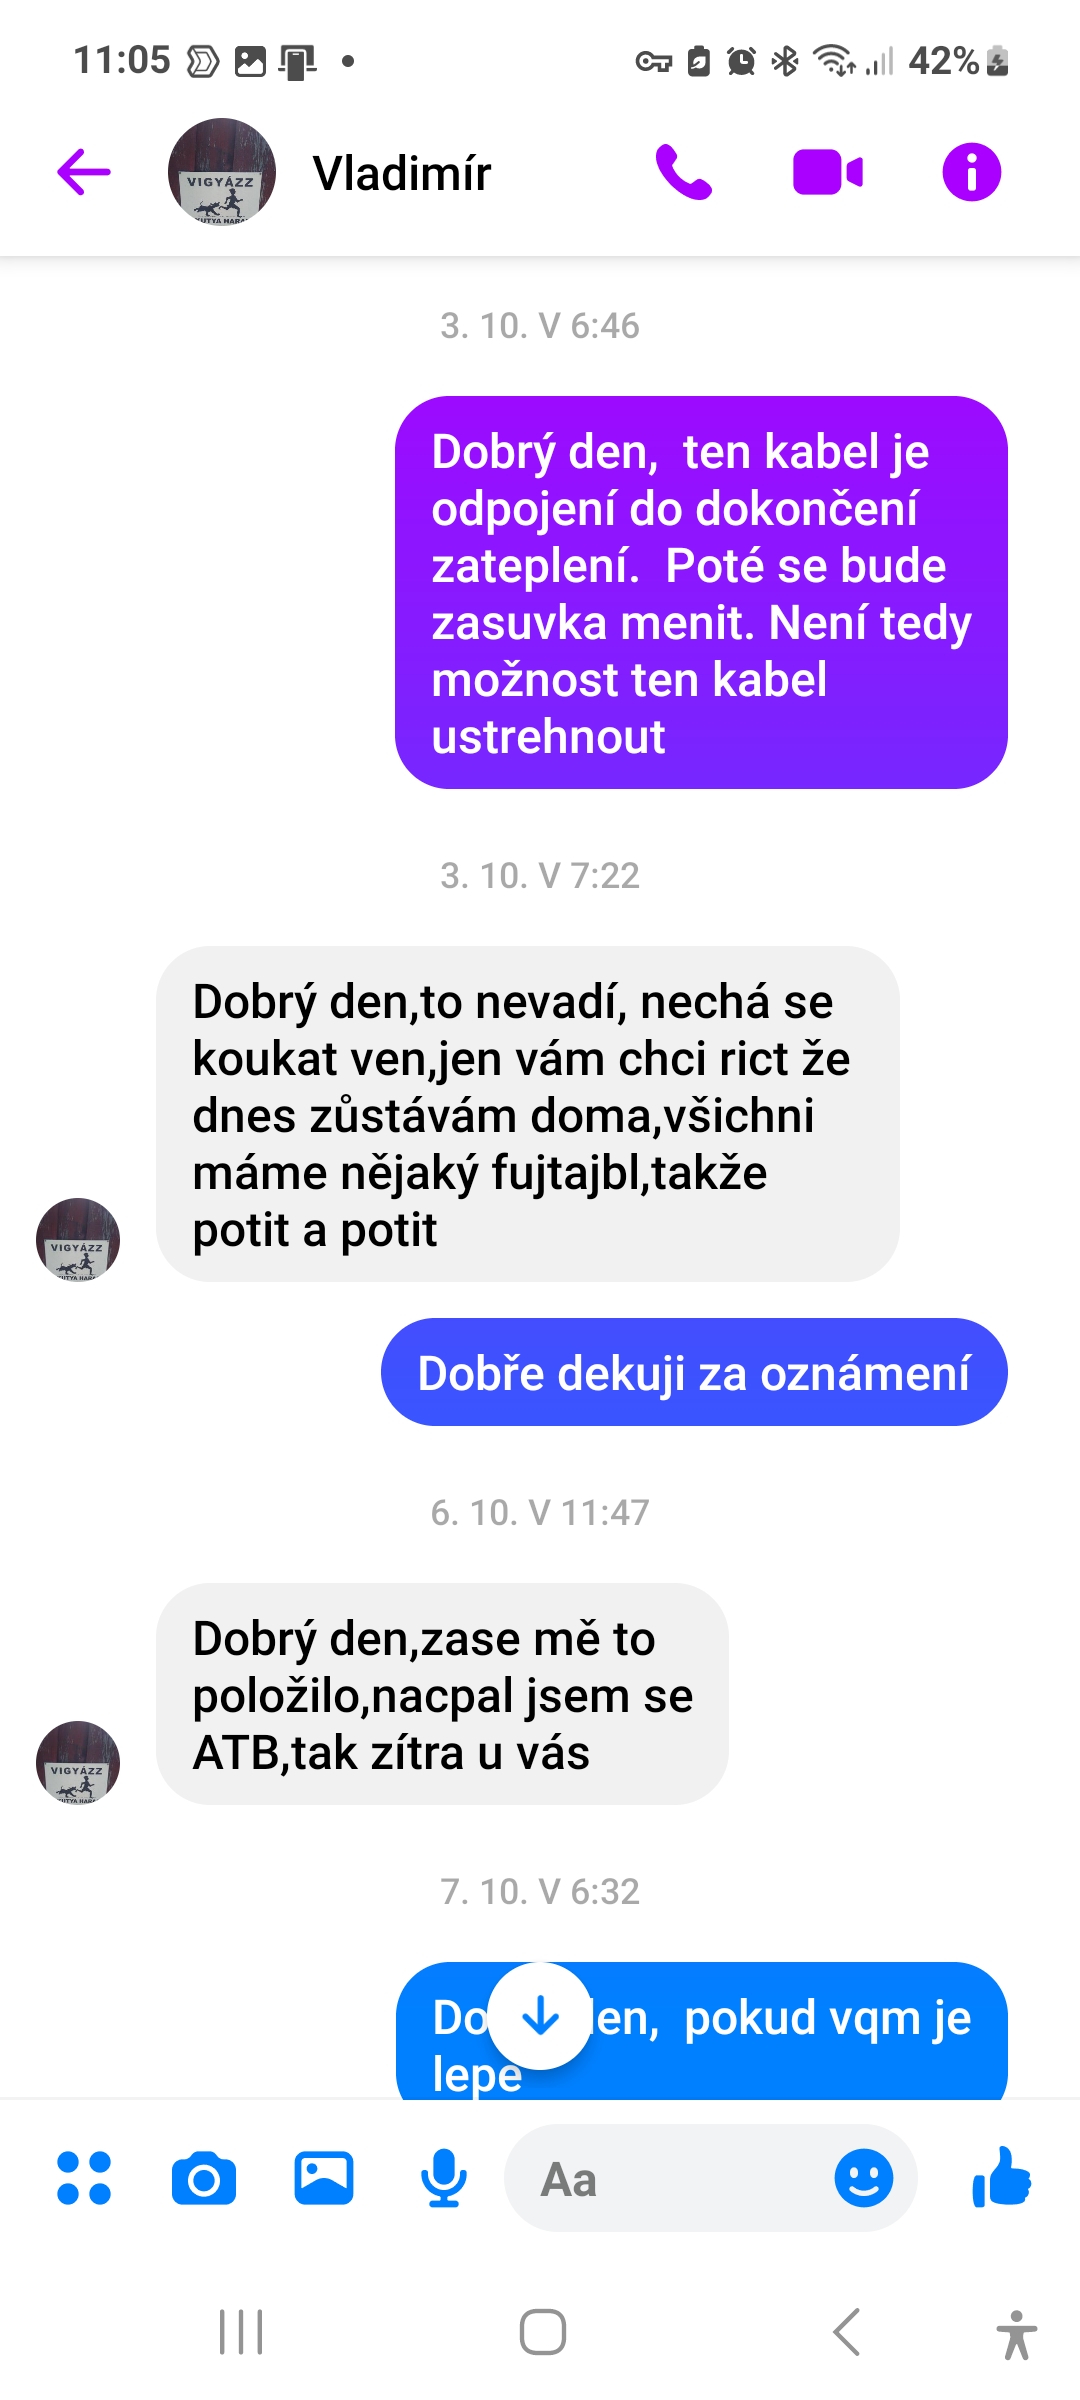 11:05
42%
Vladimír
VIGYÁZZ
3. 10. V 6:46
Dobrý den,  ten kabel je
odpojení do dokončení
zateplení.  Poté se bude
zasuvka menit. Není tedy
možnost ten kabel
ustrehnout
3. 10. V 7:22
Dobrý den,to nevadí, nechá se
koukat ven,jen vám chci rict že
dnes zůstávám doma,všichni
máme nějaký fujtajbl,takže
potit a potit
VIGYÁZZ
Dobře dekuji za oznámení
6. 10. V 11:47
Dobrý den,zase mě to
položilo,nacpal jsem se
ATB,tak zítra u vás
VIGYÁZZ
7. 10. V 6:32
pokud vqm je
lepe
Aa